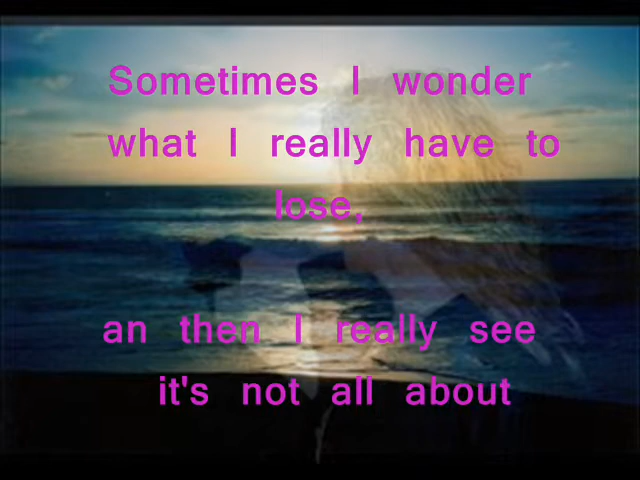 Sometimes I wonder
what I really have to
lose,
an then I really see
it's not all about